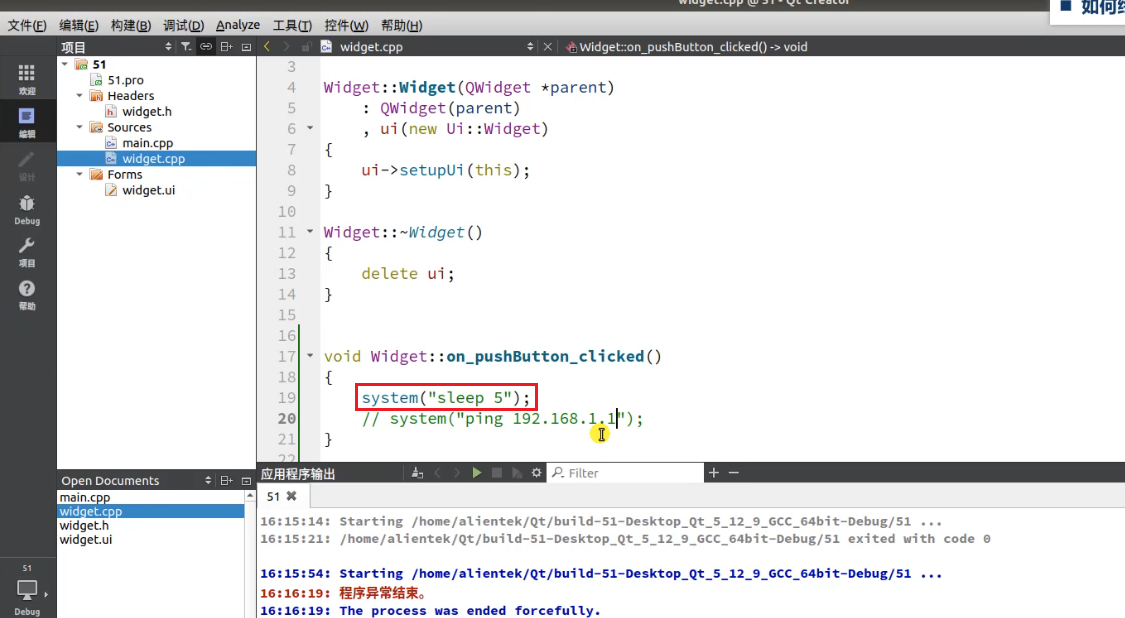 widget.cpp @ 51 - Qt Creator
■ 如何
文件(F) 编辑(E) 构建(B) 调试(D) Analyze 工具(T) 控件(W) 帮助(H)
项目
widget.cpp
Widget::on_pushButton_clicked() -> void
欢迎
编辑
设计
Debug
项目
帮助
51
51.pro
Headers
widget.h
Sources
main.cpp
widget.cpp
Forms
widget.ui
3
4 Widget::Widget(QWidget *parent)
5 : QWidget(parent)
6 , ui(new Ui::Widget)
7 {
8 ui->setupUi(this);
9 }
10
11 Widget::~Widget()
12 {
13 delete ui;
14 }
15
16
17 void Widget::on_pushButton_clicked()
18 {
19 system("sleep 5");
20 // system("ping 192.168.1.1");
21 }
22
Open Documents
main.cpp
widget.cpp
widget.h
widget.ui
应用程序输出
Filter
51
16:15:14: Starting /home/alientek/Qt/build-51-Desktop_Qt_5_12_9_GCC_64bit-Debug/51 ...
16:15:21: /home/alientek/Qt/build-51-Desktop_Qt_5_12_9_GCC_64bit-Debug/51 exited with code 0
16:15:54: Starting /home/alientek/Qt/build-51-Desktop_Qt_5_12_9_GCC_64bit-Debug/51 ...
16:16:19: 程序异常结束。
16:16:19: The process was ended forcefully.
51
Debug